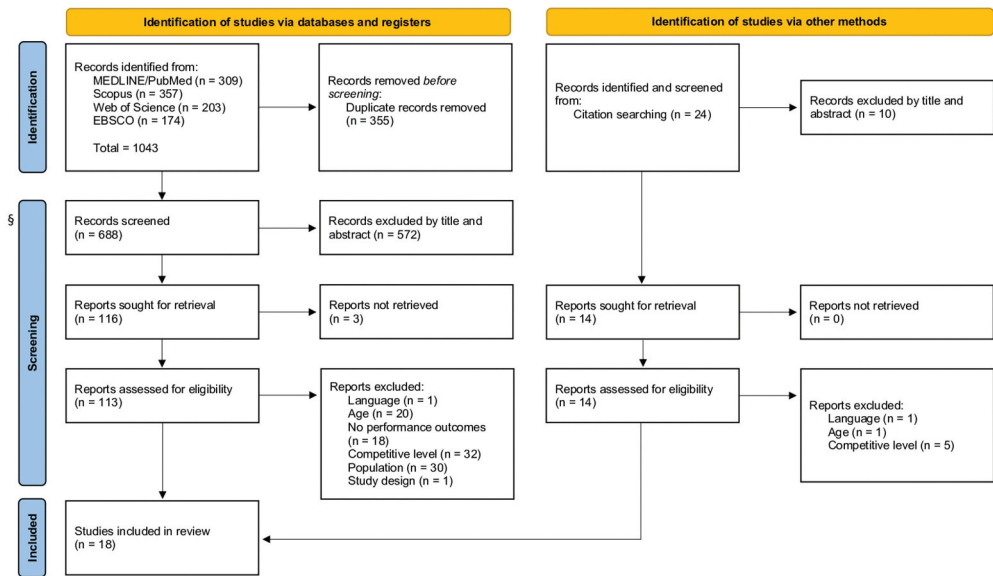 Identification of studies via databases and registers
Identification of studies via other methods
Identification
Records identified from:
MEDLINE/PubMed (n = 309)
Scopus (n = 357)
Web of Science (n = 203)
EBSCO (n = 174)
Total = 1043
Records removed before
screening:
Duplicate records removed
(n = 355)
Records identified and screened
from:
Citation searching (n = 24)
Records excluded by title and
abstract (n = 10)
§
Screening
Records screened
(n = 688)
Records excluded by title and
abstract (n = 572)
Reports sought for retrieval
(n = 116)
Reports not retrieved
(n = 3)
Reports sought for retrieval
(n = 14)
Reports not retrieved
(n = 0)
Reports assessed for eligibility
(n = 113)
Reports excluded:
Language (n = 1)
Age (n = 20)
No performance outcomes
(n = 18)
Competitive level (n = 32)
Population (n = 30)
Study design (n = 1)
Reports assessed for eligibility
(n = 14)
Reports excluded:
Language (n = 1)
Age (n = 1)
Competitive level (n = 5)
Included
Studies included in review
(n = 18)